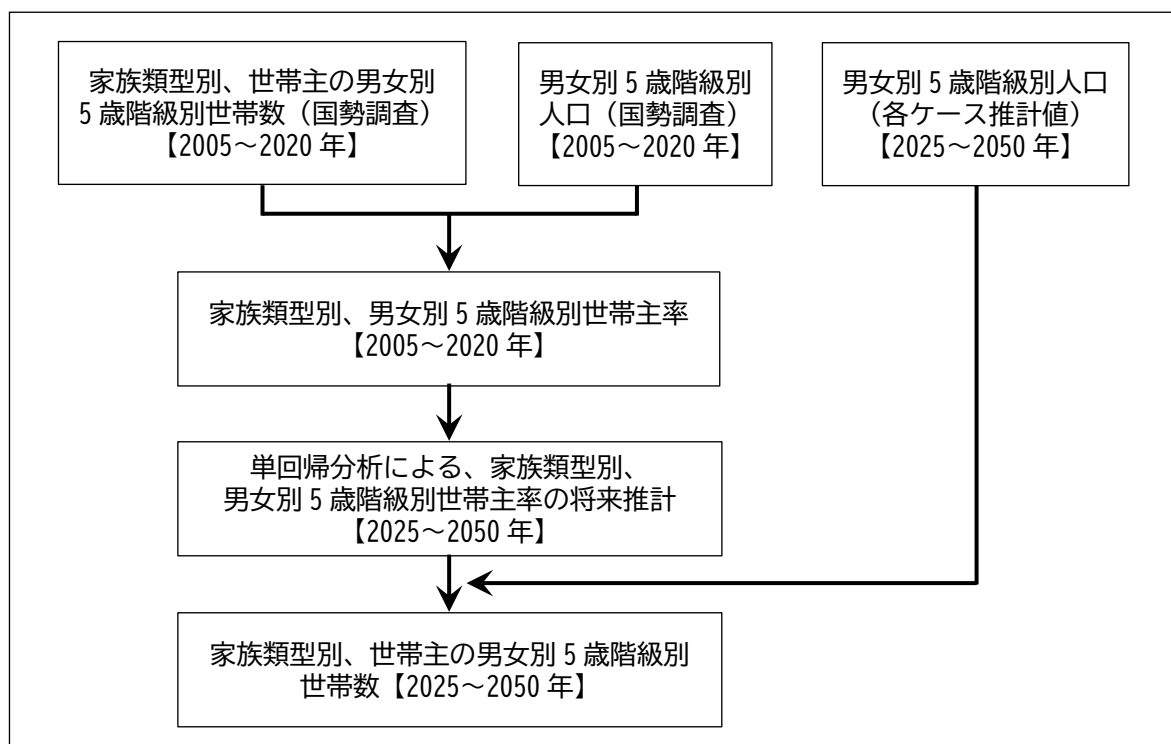 家族類型別、世帯主の男女別
5 歳階級別世帯数（国勢調査）
【2005～2020 年】
男女別 5 歳階級別
人口（国勢調査）
【2005～2020 年】
男女別 5 歳階級別人口
（各ケース推計値）
【2025～2050 年】
家族類型別、男女別 5 歳階級別世帯主率
【2005～2020 年】
単回帰分析による、家族類型別、
男女別 5 歳階級別世帯主率の将来推計
【2025～2050 年】
家族類型別、世帯主の男女別 5 歳階級別
世帯数【2025～2050 年】